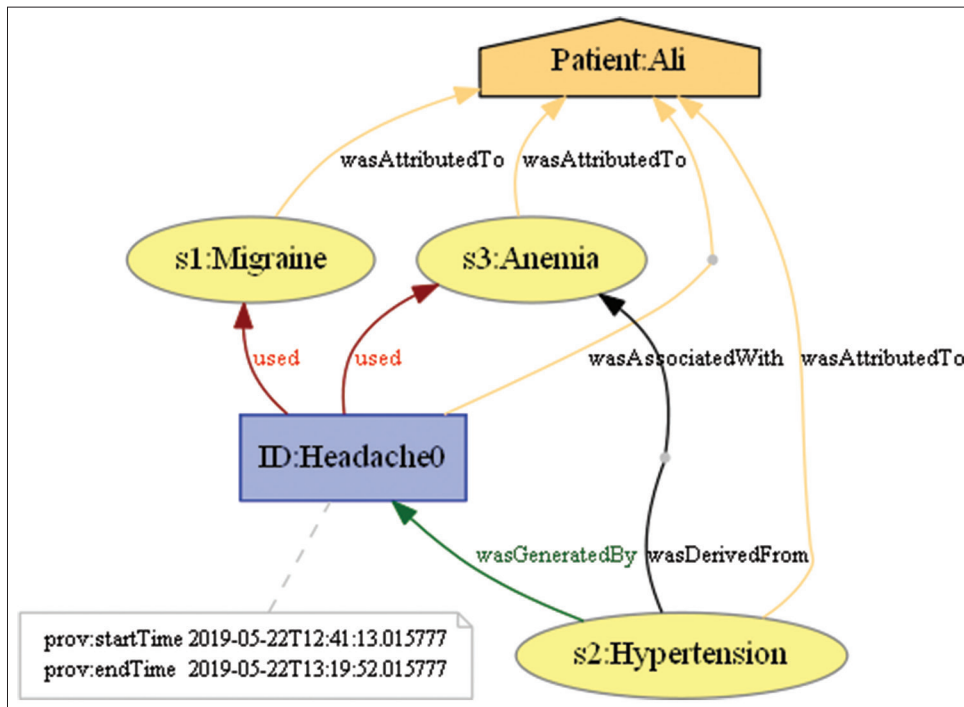 Patient:Ali
wasAttributedTo
wasAttributedTo
s1:Migraine
s3:Anemia
used
used
wasAssociatedWith
wasAttributedTo
ID:Headache0
wasGeneratedBy
wasDerivedFrom
prov:startTime 2019-05-22T12:41:13.015777
prov:endTime 2019-05-22T13:19:52.015777
s2:Hypertension